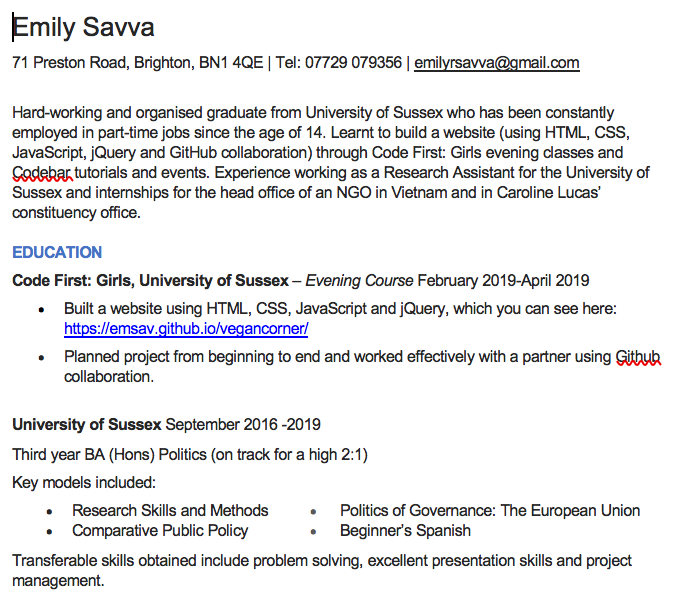 Emily Savva
71 Preston Road, Brighton, BN1 4QE | Tel: 07729 079356 | emilyrsavva@gmail.com
Hard-working and organised graduate from University of Sussex who has been constantly
employed in part-time jobs since the age of 14. Learnt to build a website (using HTML, CSS,
JavaScript, jQuery and GitHub collaboration) through Code First: Girls evening classes and
Codebar tutorials and events. Experience working as a Research Assistant for the University of
Sussex and internships for the head office of an NGO in Vietnam and in Caroline Lucas’
constituency office.
EDUCATION
Code First: Girls, University of Sussex – Evening Course February 2019-April 2019
• Built a website using HTML, CSS, JavaScript and jQuery, which you can see here:
https://emsav.github.io/vegancorner/
• Planned project from beginning to end and worked effectively with a partner using Github
collaboration.
University of Sussex September 2016 -2019
Third year BA (Hons) Politics (on track for a high 2:1)
Key models included:
• Research Skills and Methods • Politics of Governance: The European Union
• Comparative Public Policy • Beginner’s Spanish
Transferable skills obtained include problem solving, excellent presentation skills and project
management.